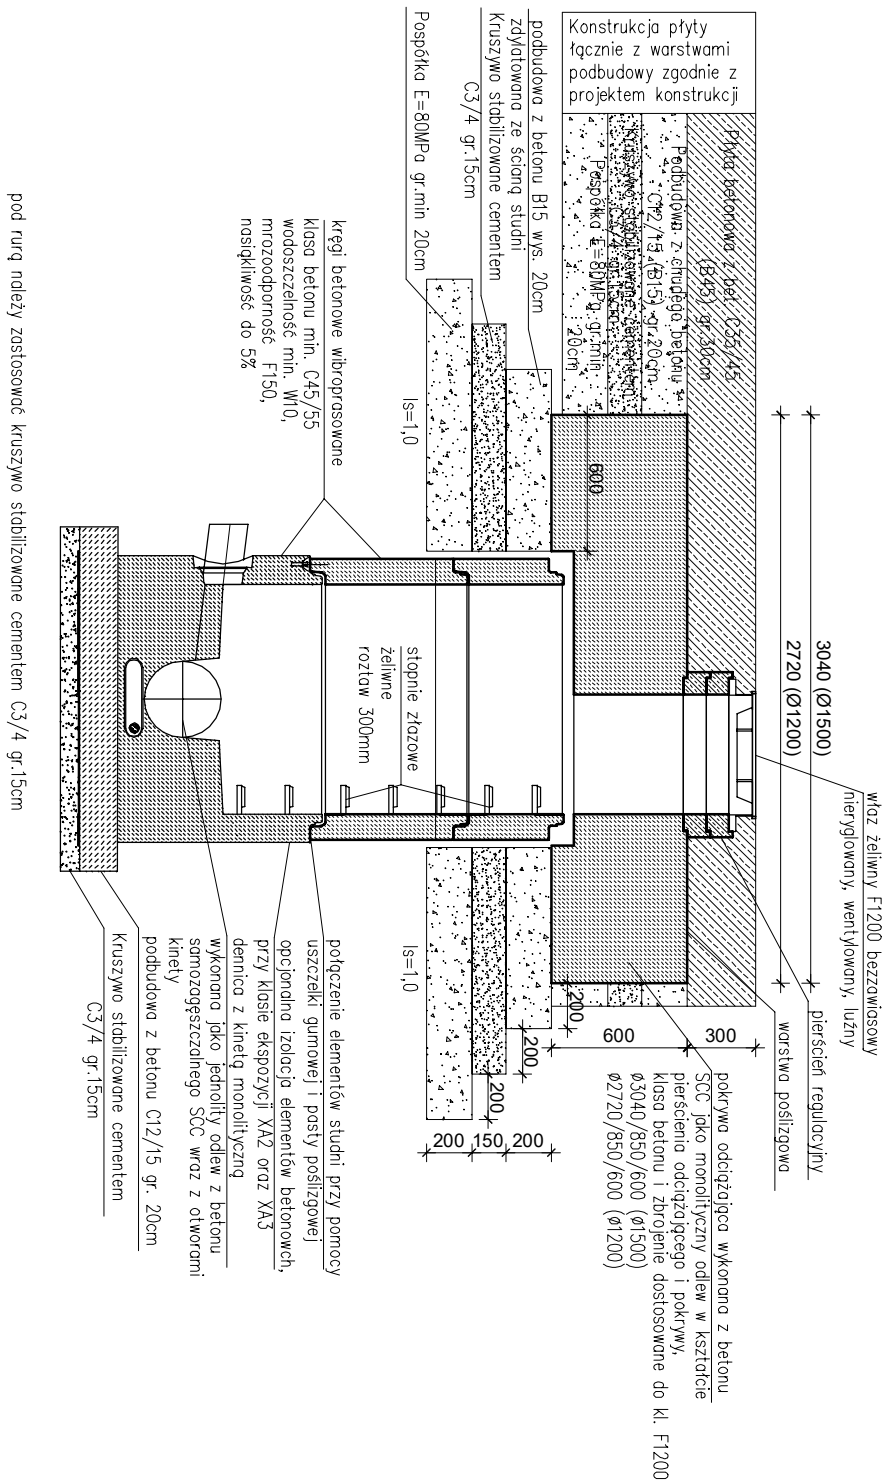 Konstrukcja płyty
łącznie z warstwami
podbudowy zgodnie z
projektem konstrukcji
Płyta betonowa z bet. C35/45
(B45) gr.30cm
Podbudowa z chudego betonu
C12/15 (B15) gr.20cm
Kruszywo stabilizowane cementem
C3/4 gr.15cm
Pospółka E=80MPa gr.min
20cm
podbudowa z betonu B15 wys. 20cm
zdylatowana ze ścianą studni
Kruszywo stabilizowane cementem
C3/4 gr.15cm
Pospółka E=80MPa gr.min 20cm
Is=1,0
kręgi betonowe wibroprasowane
klasa betonu min. C45/55
wodoszczelność min. W10,
mrozoodporność F150,
nasiąkliwość do 5%
pod rurą należy zastosować kruszywo stabilizowane cementem C3/4 gr.15cm
3040 (Ø1500)
2720 (Ø1200)
600
stopnie złazowe
żeliwne
roztaw 300mm
właz żeliwny F1200 bezzawiasowy
nieryglowany, wentylowany, luźny
pierścień regulacyjny
warstwa poślizgowa
300
600
200
200
200
200
150
200
Is=1,0
pokrywa odciążająca wykonana z betonu
SCC jako monolityczny odlew w kształcie
pierścienia odciążającego i pokrywy,
klasa betonu i zbrojenie dostosowane do kl. F1200
ø3040/850/600 (ø1500)
ø2720/850/600 (ø1200)
połączenie elementów studni przy pomocy
uszczelki gumowej i pasty poślizgowej
opcjonalna izolacja elementów betonowych,
przy klasie ekspozycji XA2 oraz XA3
dennica z kinetą monolityczną
wykonana jako jednolity odlew z betonu
samozagęszczalnego SCC wraz z otworami
kinety
podbudowa z betonu C12/15 gr. 20cm
Kruszywo stabilizowane cementem
C3/4 gr.15cm